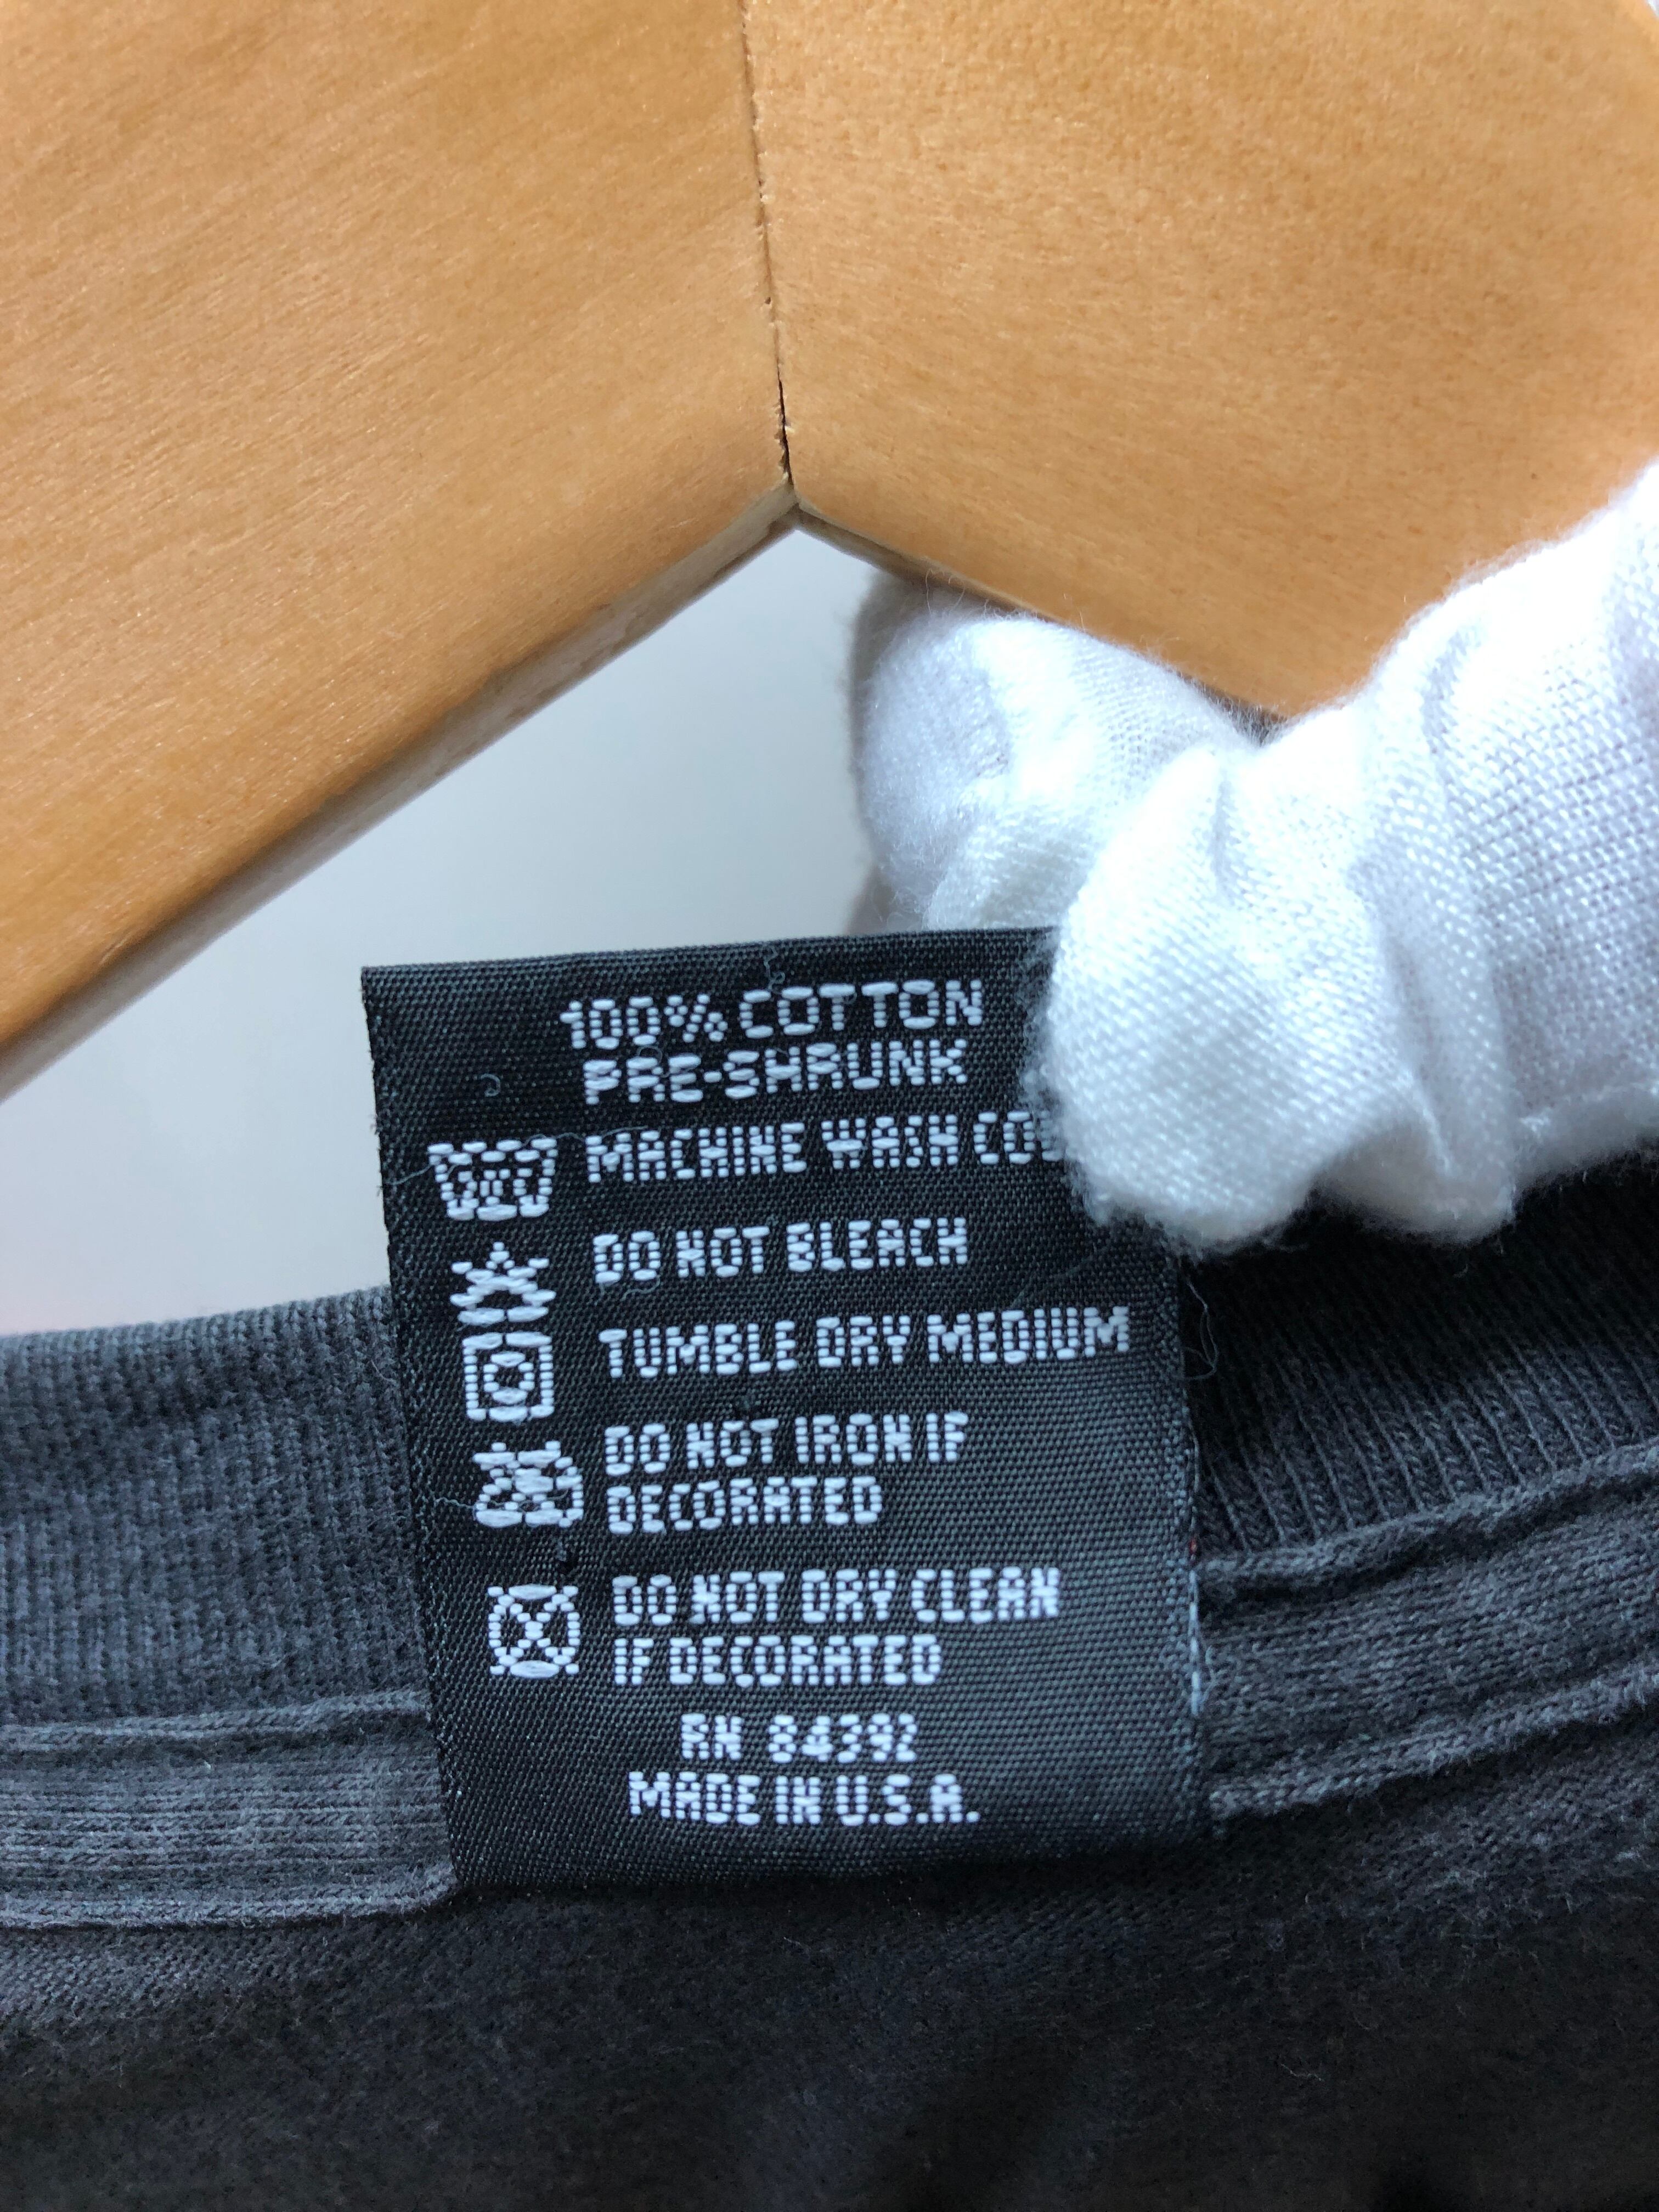 100% COTTON
PRE-SHRUNK
MACHINE WASH
DO NOT BLEACH
TUMBLE DRY MEDIUM
DO NOT IRON IF
DECORATED
DO NOT DRY CLEAN
IF DECORATED
RN 84392
MADE IN U.S.A.